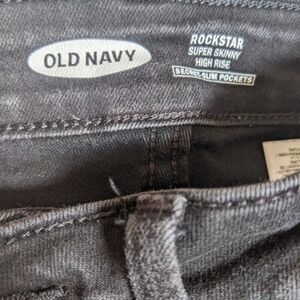 OLD NAVY
ROCKSTAR
SUPER SKINNY
HIGH RISE
SECRET-SLIM POCKETS